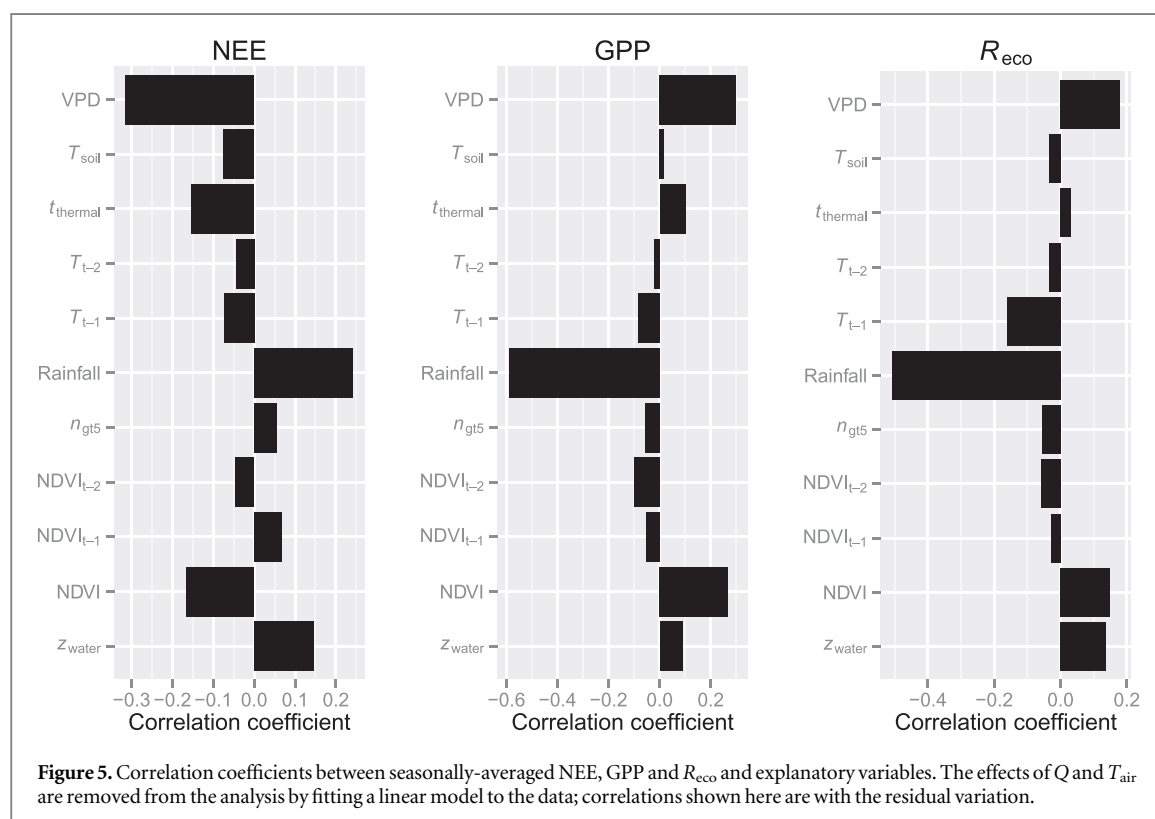 NEE
VPD
Tsoil
tthermal
Tt–2
Tt–1
Rainfall
ngt5
NDVIt–2
NDVIt–1
NDVI
zwater
−0.3 −0.2 −0.1 0.0 0.1 0.2
Correlation coefficient
GPP
VPD
Tsoil
tthermal
Tt–2
Tt–1
Rainfall
ngt5
NDVIt–2
NDVIt–1
NDVI
zwater
−0.6 −0.4 −0.2 0.0 0.2
Correlation coefficient
Reco
VPD
Tsoil
tthermal
Tt–2
Tt–1
Rainfall
ngt5
NDVIt–2
NDVIt–1
NDVI
zwater
−0.4 −0.2 0.0 0.2
Correlation coefficient
Figure 5. Correlation coefficients between seasonally-averaged NEE, GPP and Reco and explanatory variables. The effects of Q and Tair
are removed from the analysis by fitting a linear model to the data; correlations shown here are with the residual variation.